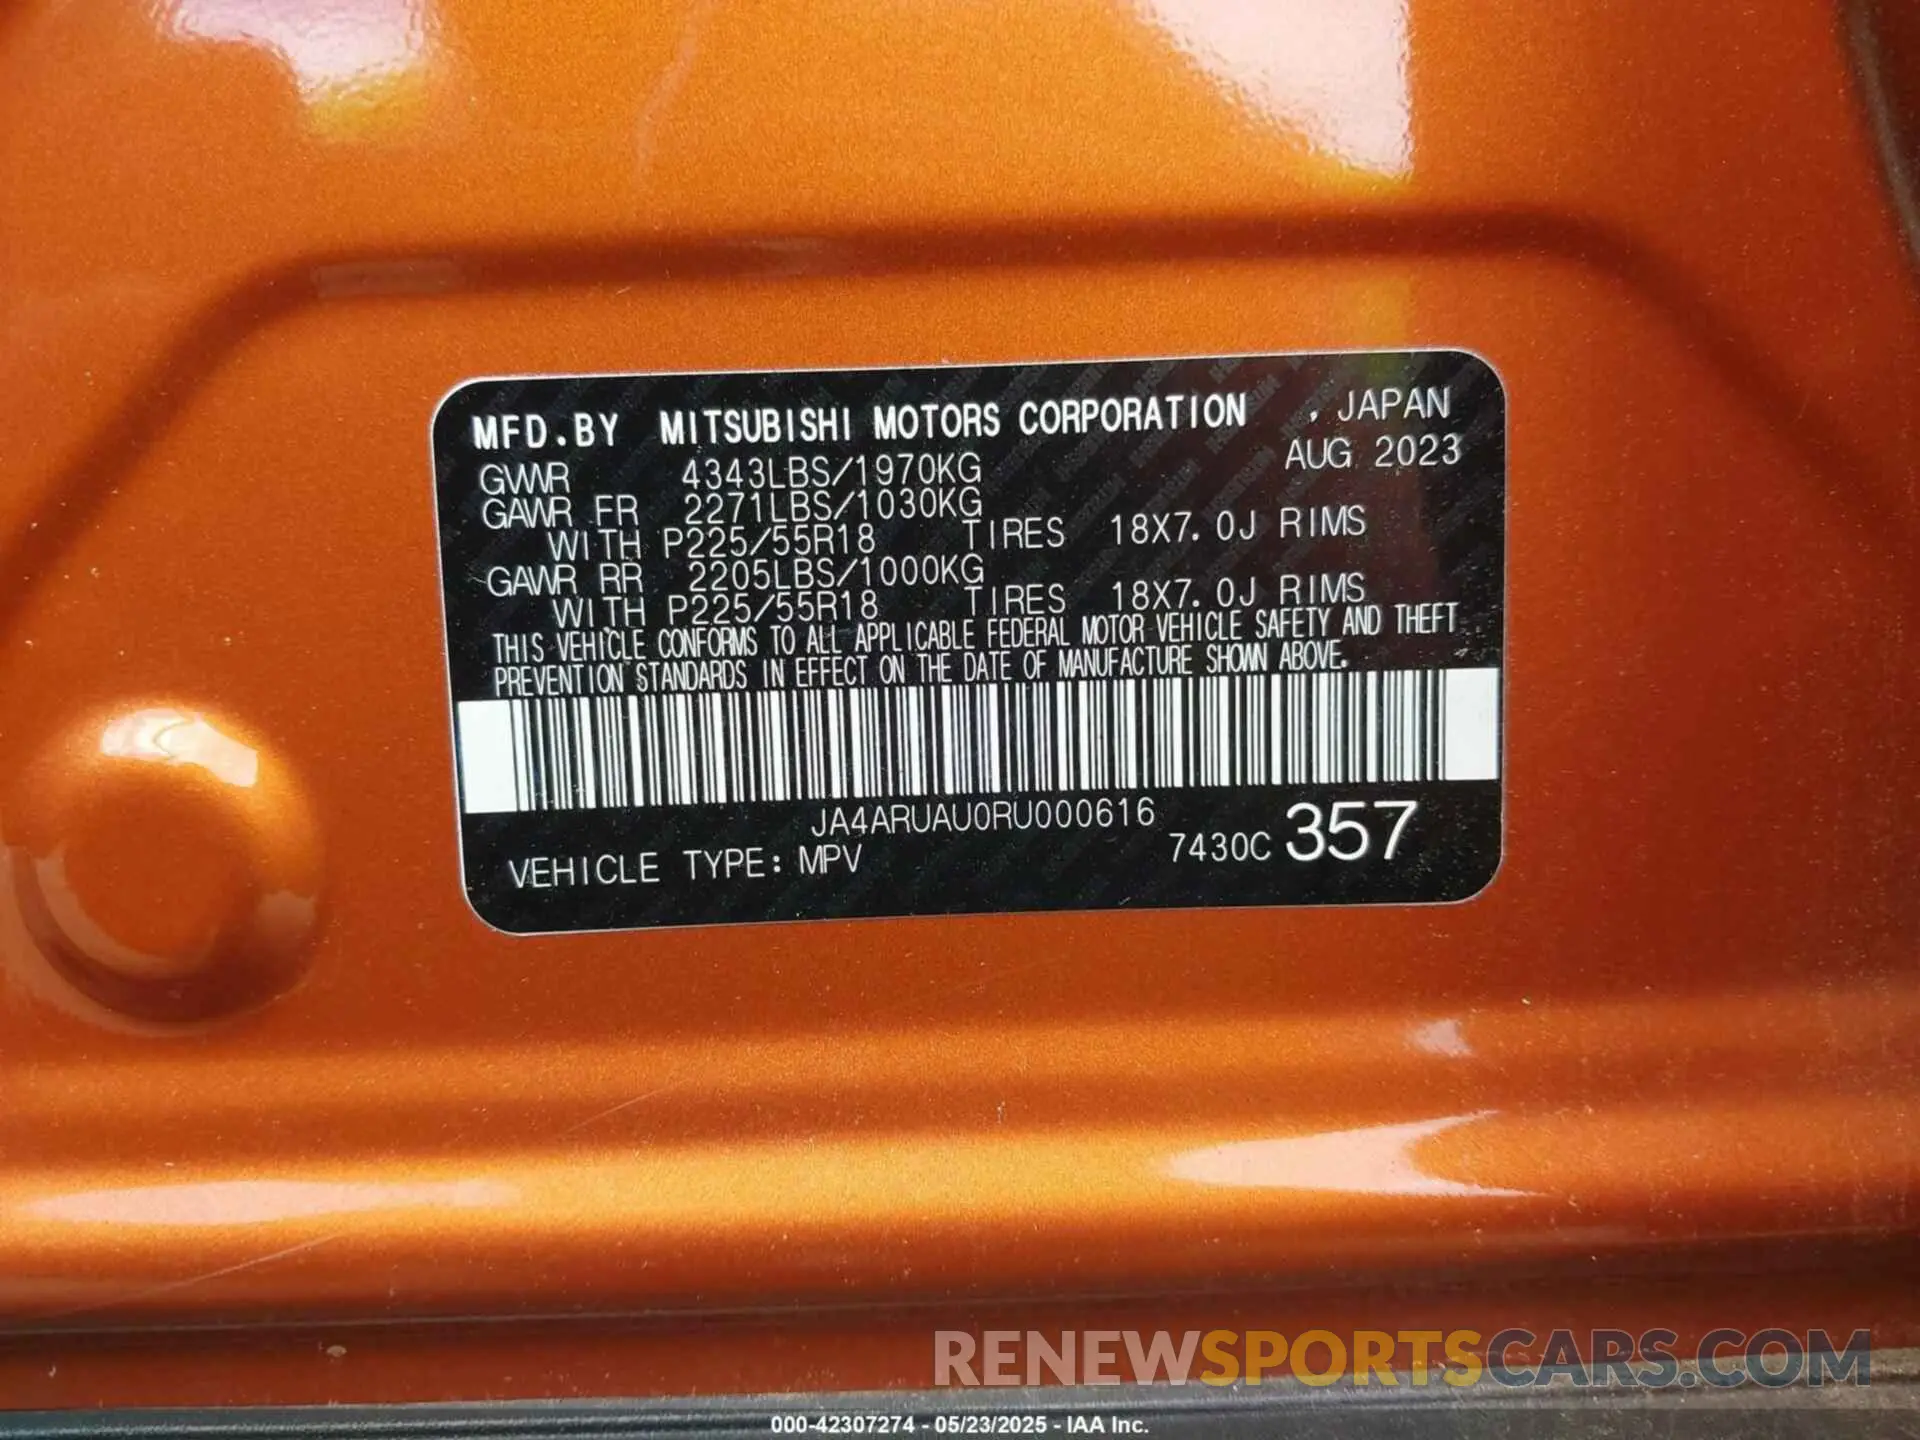 MFD.BY MITSUBISHI MOTORS CORPORATION , JAPAN
AUG 2023
GVWR 4343LBS/1970KG
GAWR FR 2271LBS/1030KG
WITH P225/55R18 TIRES 18X7.0J RIMS
GAWR RR 2205LBS/1000KG
WITH P225/55R18 TIRES 18X7.0J RIMS
THIS VEHICLE CONFORMS TO ALL APPLICABLE FEDERAL MOTOR VEHICLE SAFETY AND THEFT
PREVENTION STANDARDS IN EFFECT ON THE DATE OF MANUFACTURE SHOWN ABOVE.
JA4ARUAU0RU000616
VEHICLE TYPE: MPV 7430C 357
RENEWSPORTSCARS.COM
000-42307274 - 05/23/2025 - IAA Inc.